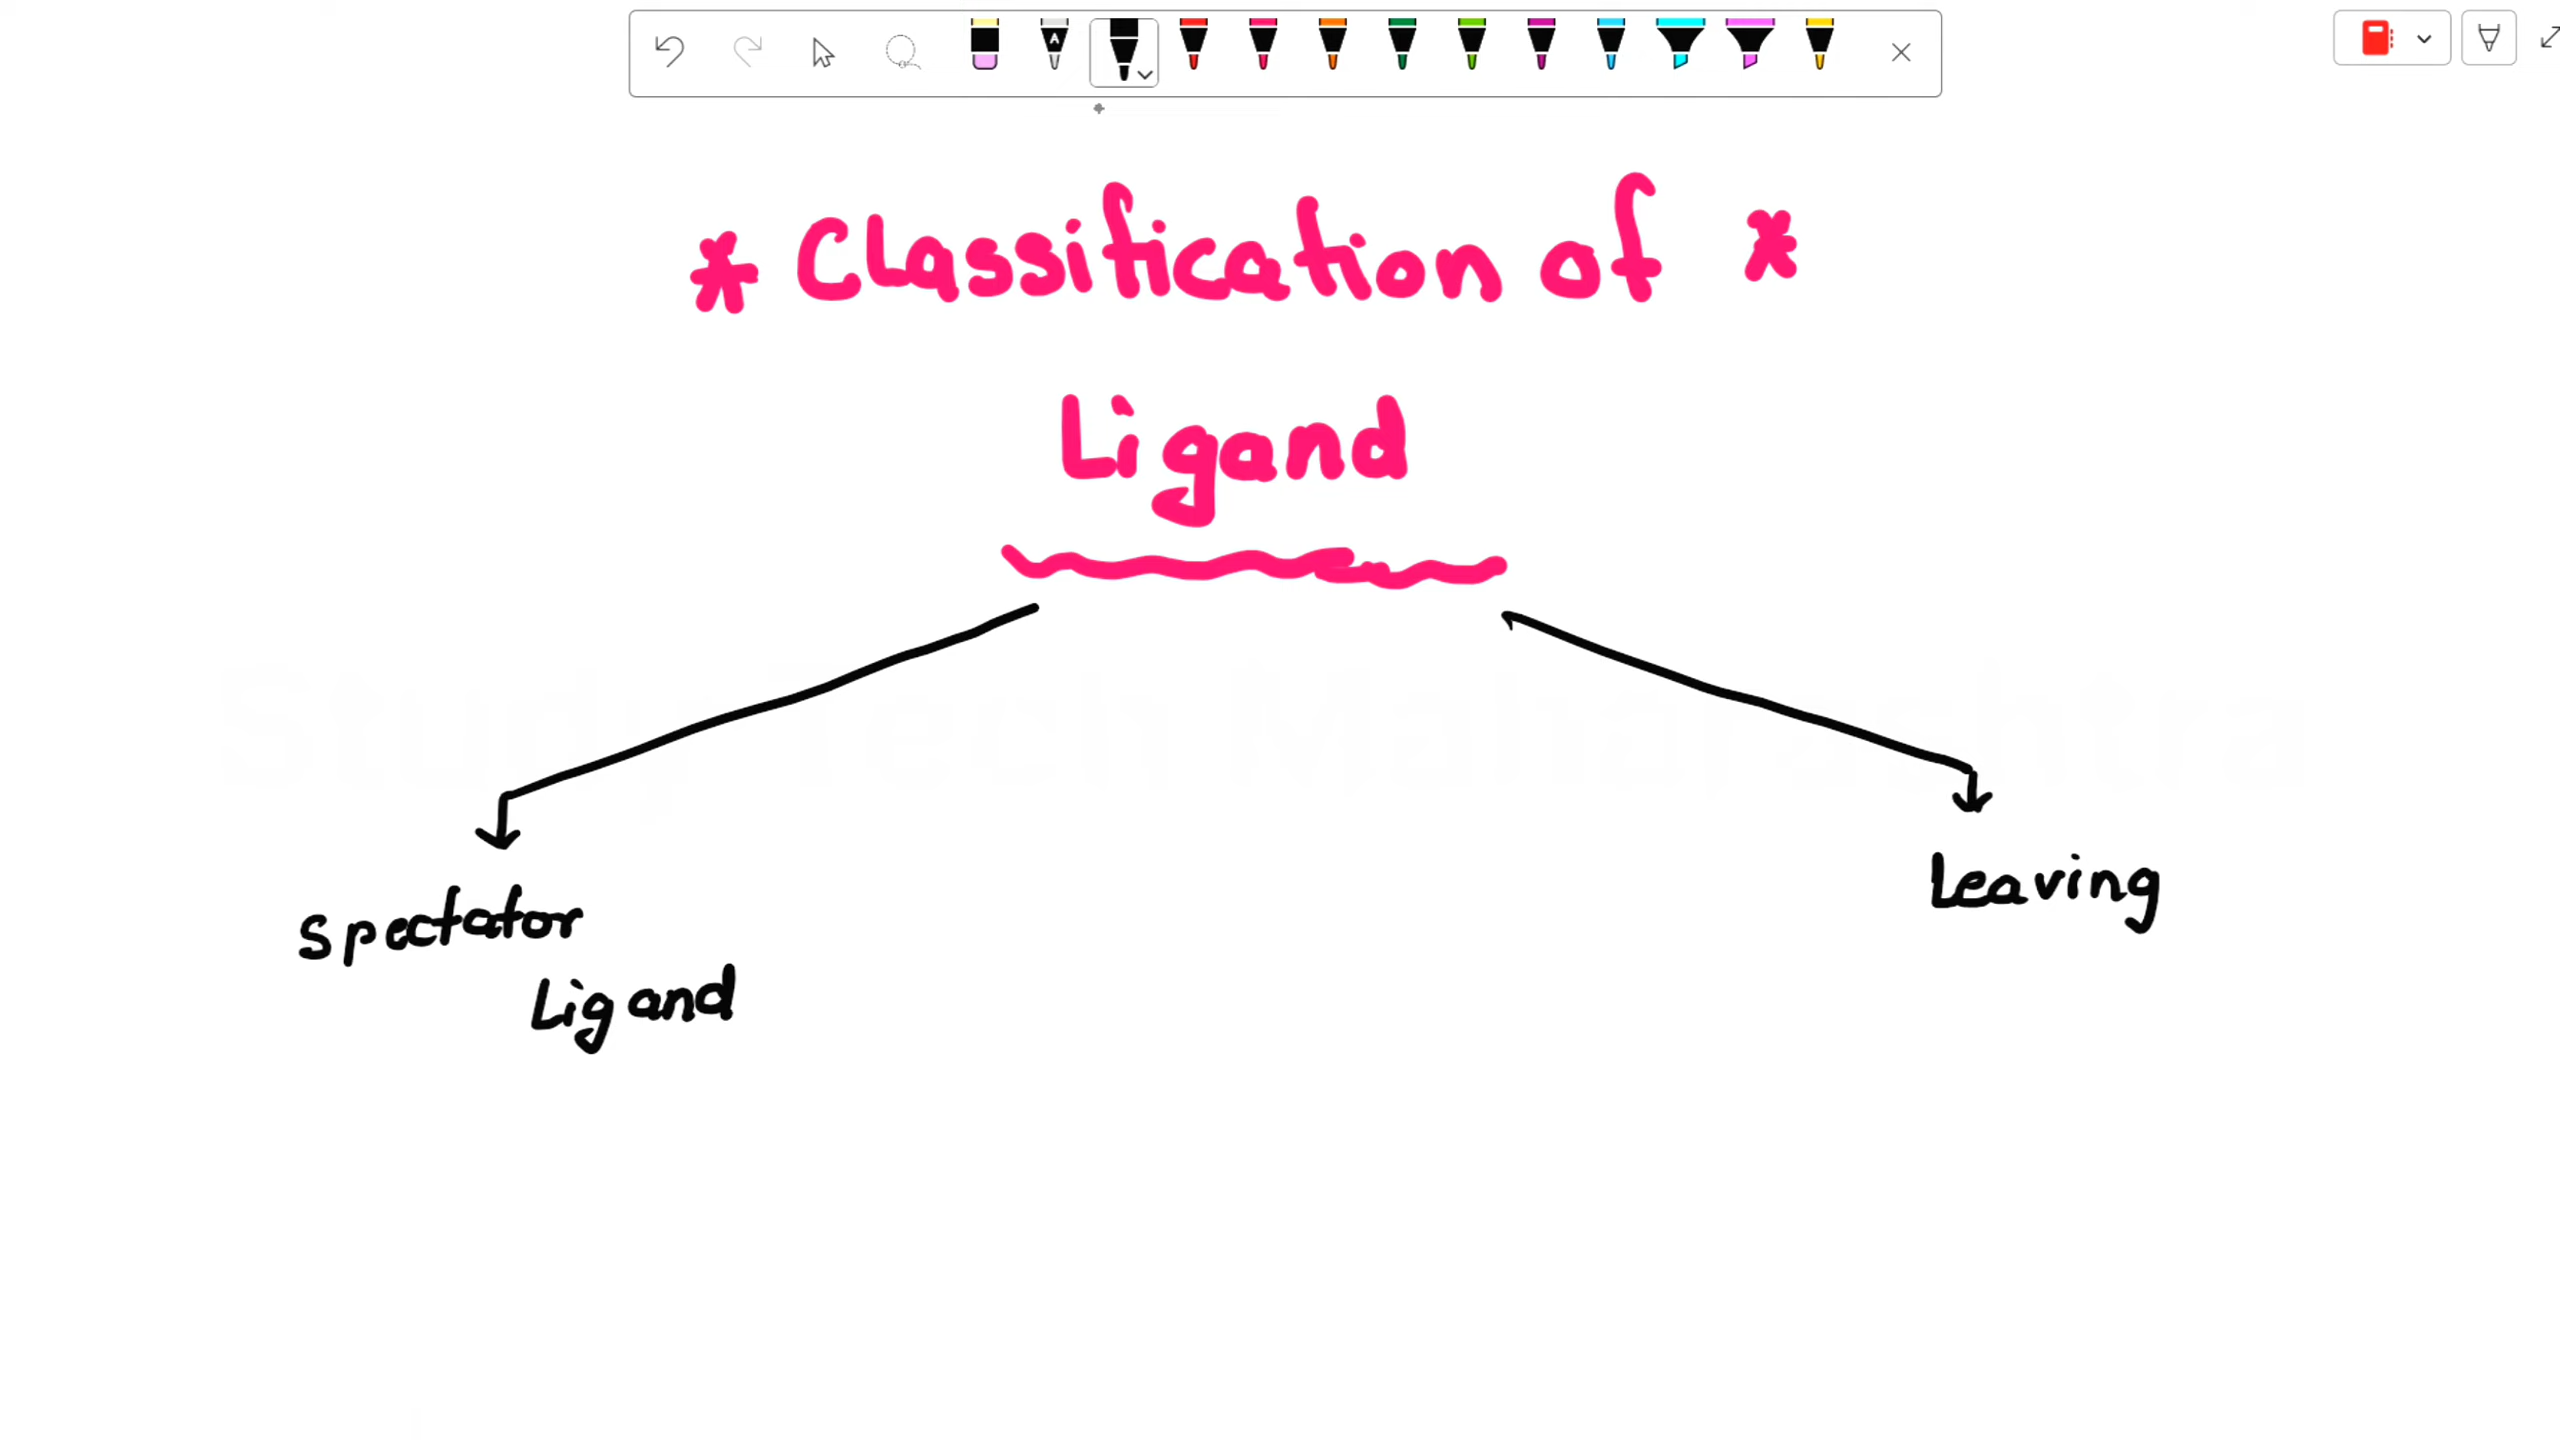 * Classification of *
Ligand
Spectator
Ligand
Leaving